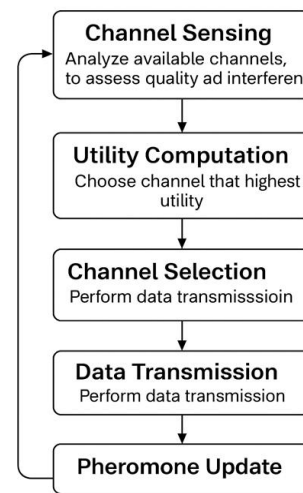 Channel Sensing
Analyze available channels,
to assess quality ad interferen
Utility Computation
Choose channel that highest
utility
Channel Selection
Perform data transmisssioin
Data Transmission
Perform data transmission
Pheromone Update